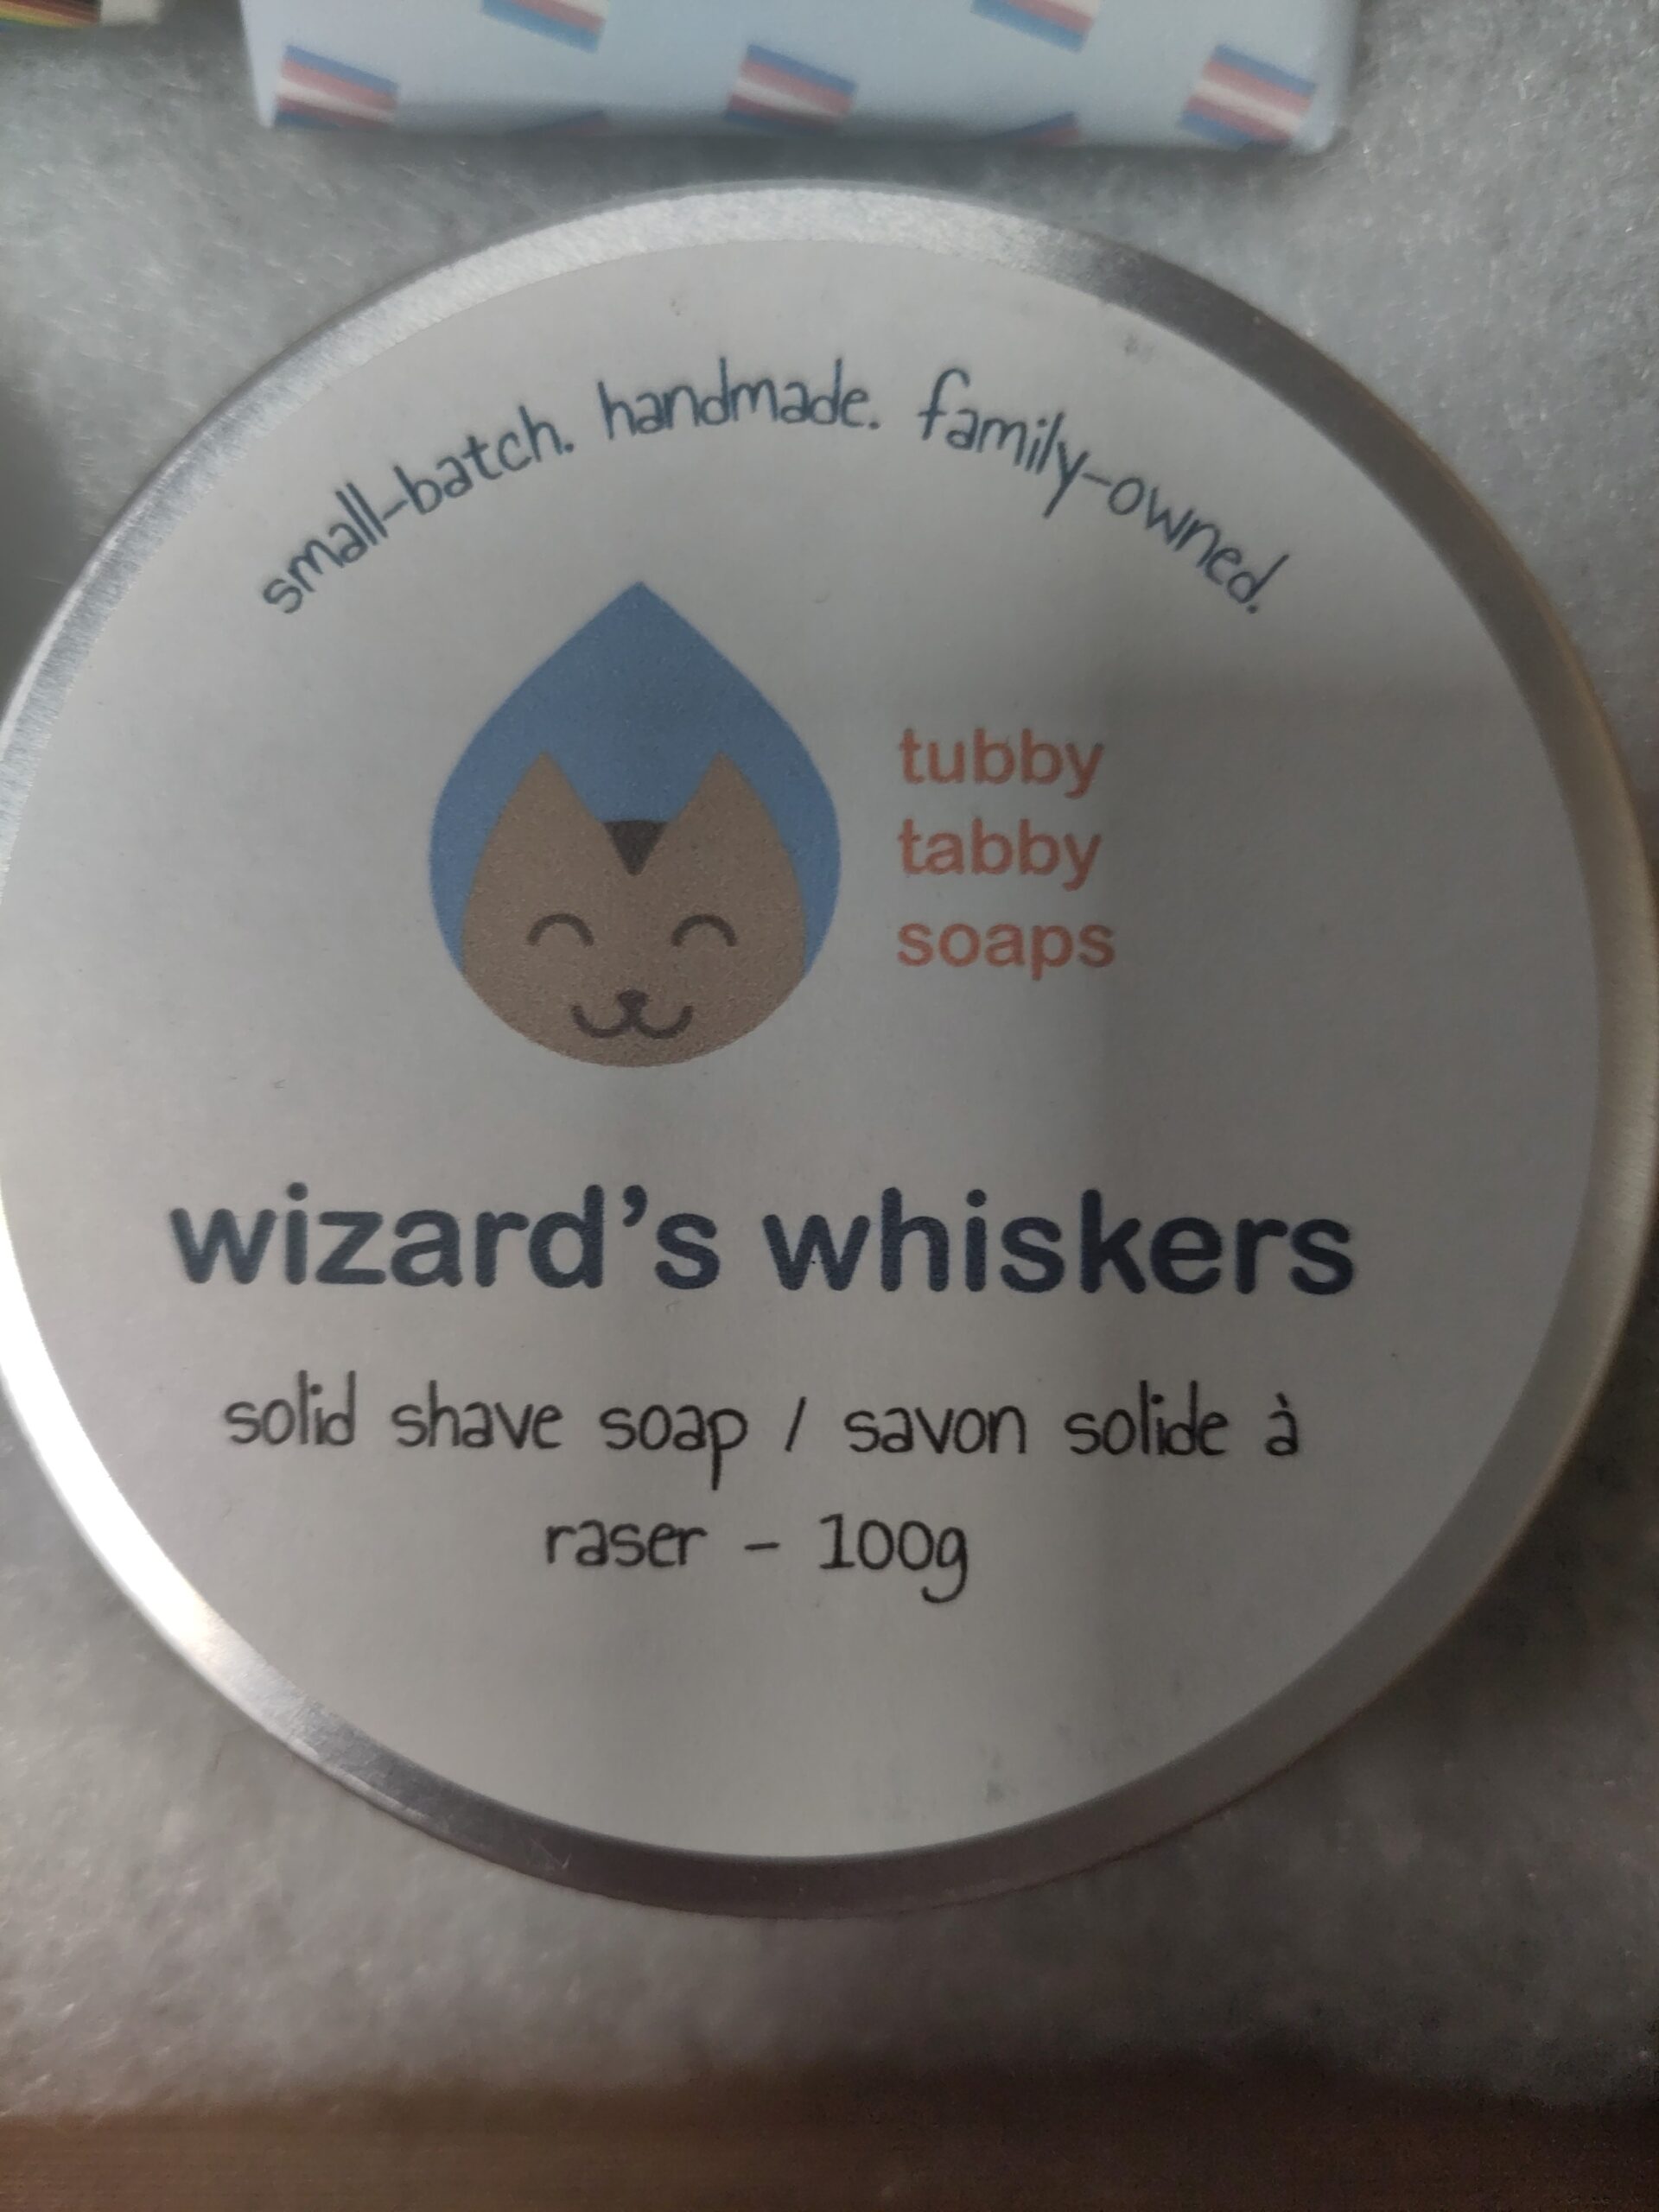 small-batch. handmade. family-owned.
tubby
tabby
soaps
wizard's whiskers
solid shave soap / savon solide à
raser - 100g